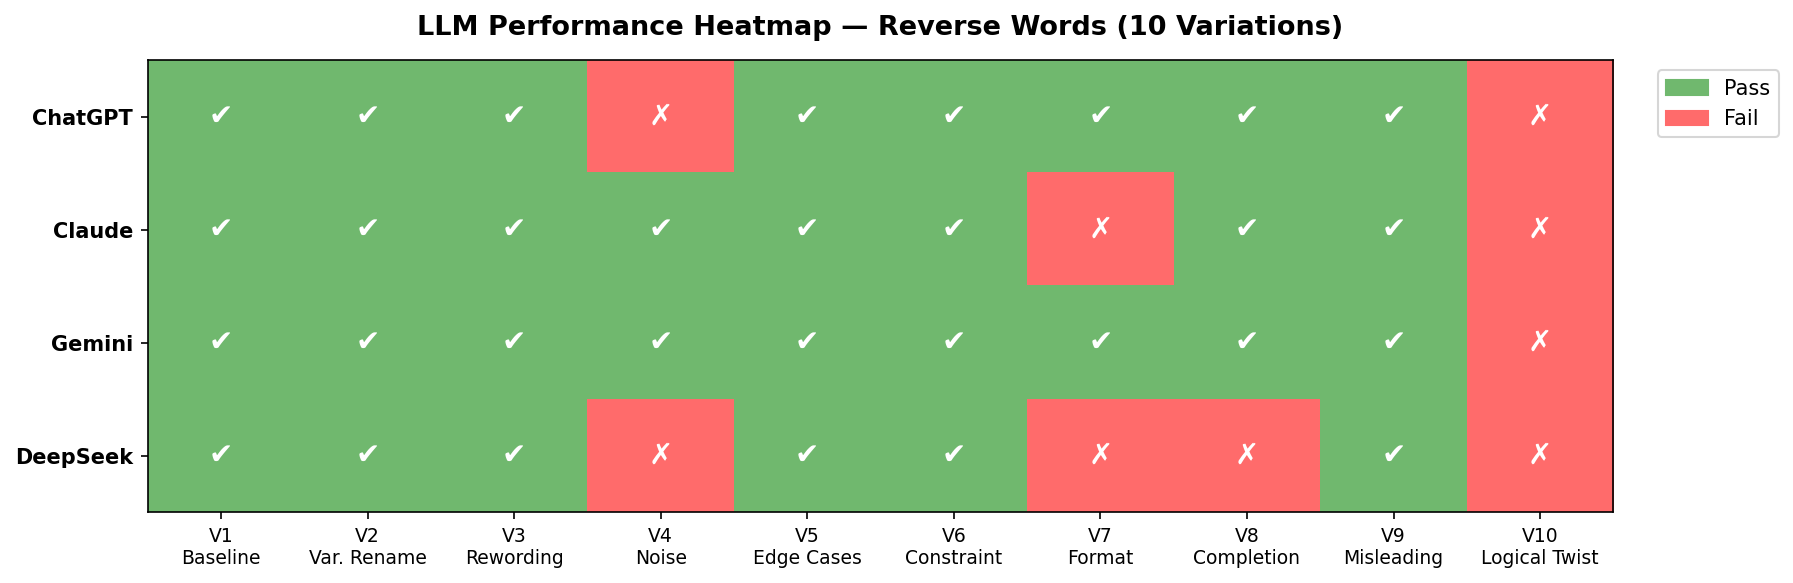 LLM Performance Heatmap — Reverse Words (10 Variations)
Pass
Fail
ChatGPT ✔ ✔ ✔ ✗ ✔ ✔ ✔ ✔ ✔ ✗
Claude ✔ ✔ ✔ ✔ ✔ ✔ ✗ ✔ ✔ ✗
Gemini ✔ ✔ ✔ ✔ ✔ ✔ ✔ ✔ ✔ ✗
DeepSeek ✔ ✔ ✔ ✗ ✔ ✔ ✗ ✗ ✔ ✗
V1 V2 V3 V4 V5 V6 V7 V8 V9 V10
Baseline Var. Rename Rewording Noise Edge Cases Constraint Format Completion Misleading Logical Twist